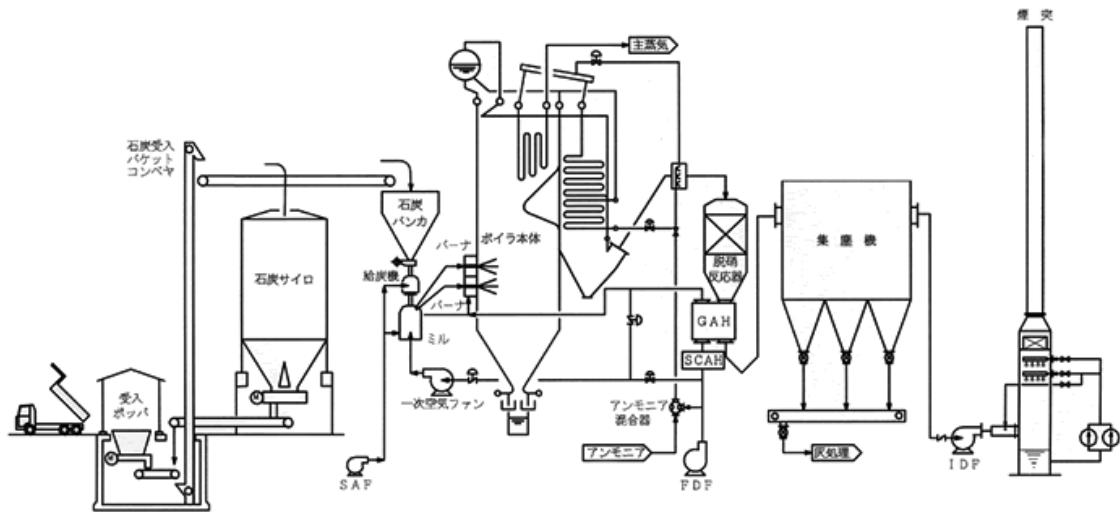 煙突
主蒸気
石炭受入
バケット
コンベヤ
石炭
バンカ
バーナ
ボイラ本体
集塵機
脱硝
反応器
給炭機
石炭サイロ
バーナ
GAH
ミル
SCAH
受入
ホッパ
一次空気ファン
アンモニア
混合器
アンモニア
灰処理
SAF
FDF
IDF